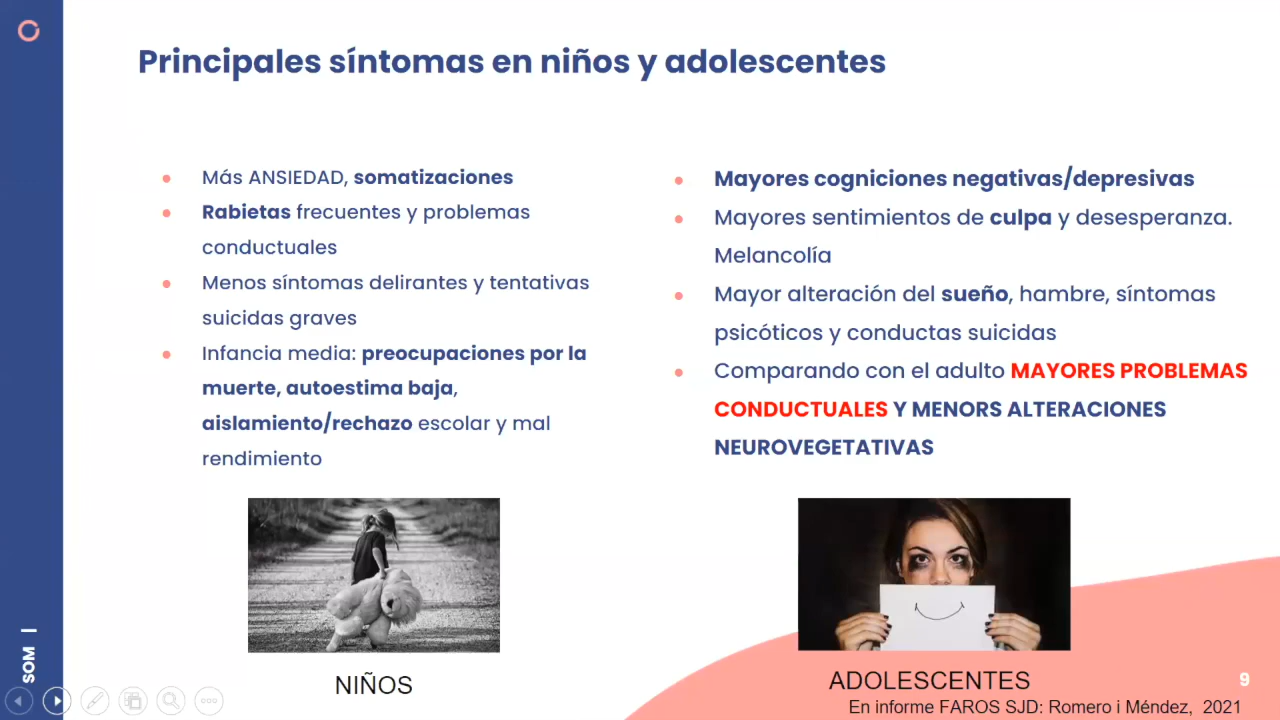 Principales síntomas en niños y adolescentes
Más ANSIEDAD, somatizaciones
Rabietas frecuentes y problemas
conductuales
Menos síntomas delirantes y tentativas
suicidas graves
Infancia media: preocupaciones por la
muerte, autoestima baja,
aislamiento/rechazo escolar y mal
rendimiento
NIÑOS
Mayores cogniciones negativas/depresivas
Mayores sentimientos de culpa y desesperanza.
Melancolía
Mayor alteración del sueño, hambre, síntomas
psicóticos y conductas suicidas
Comparando con el adulto MAYORES PROBLEMAS
CONDUCTUALES Y MENORS ALTERACIONES
NEUROVEGETATIVAS
ADOLESCENTES
En informe FAROS SJD: Romero i Méndez, 2021
9
SOM |